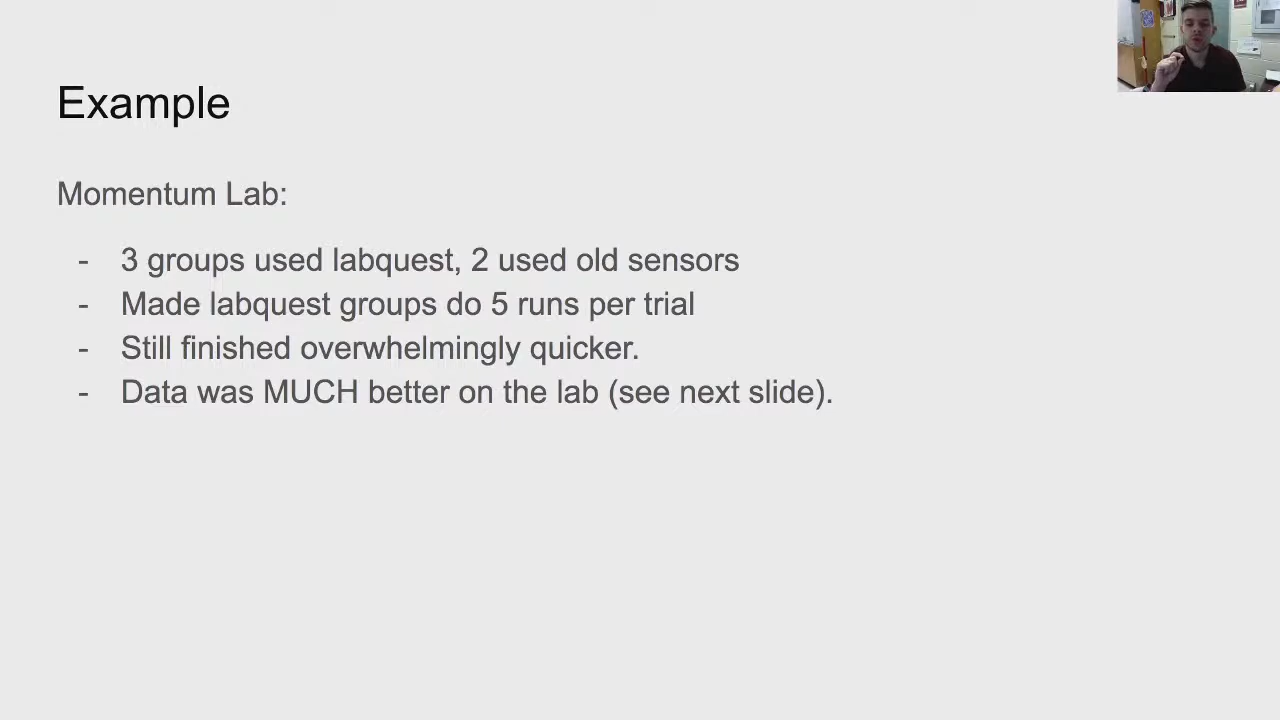 Example
Momentum Lab:
- 3 groups used labquest, 2 used old sensors
- Made labquest groups do 5 runs per trial
- Still finished overwhelmingly quicker.
- Data was MUCH better on the lab (see next slide).